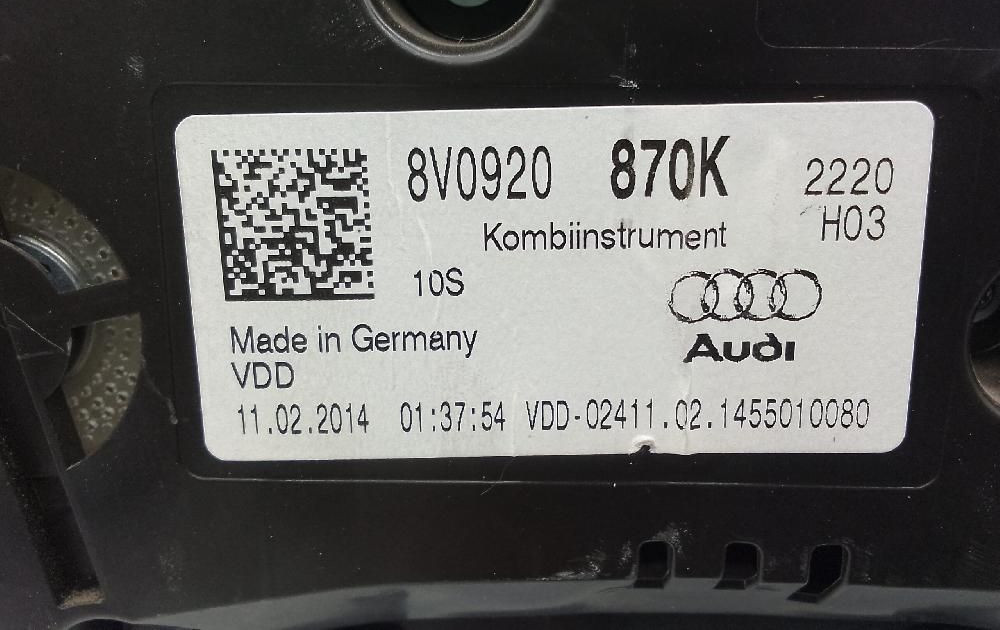 8V0920 870K 2220
Kombiinstrument H03
10S
Audi
Made in Germany
VDD
11.02.2014 01:37:54 VDD-02411.02.1455010080